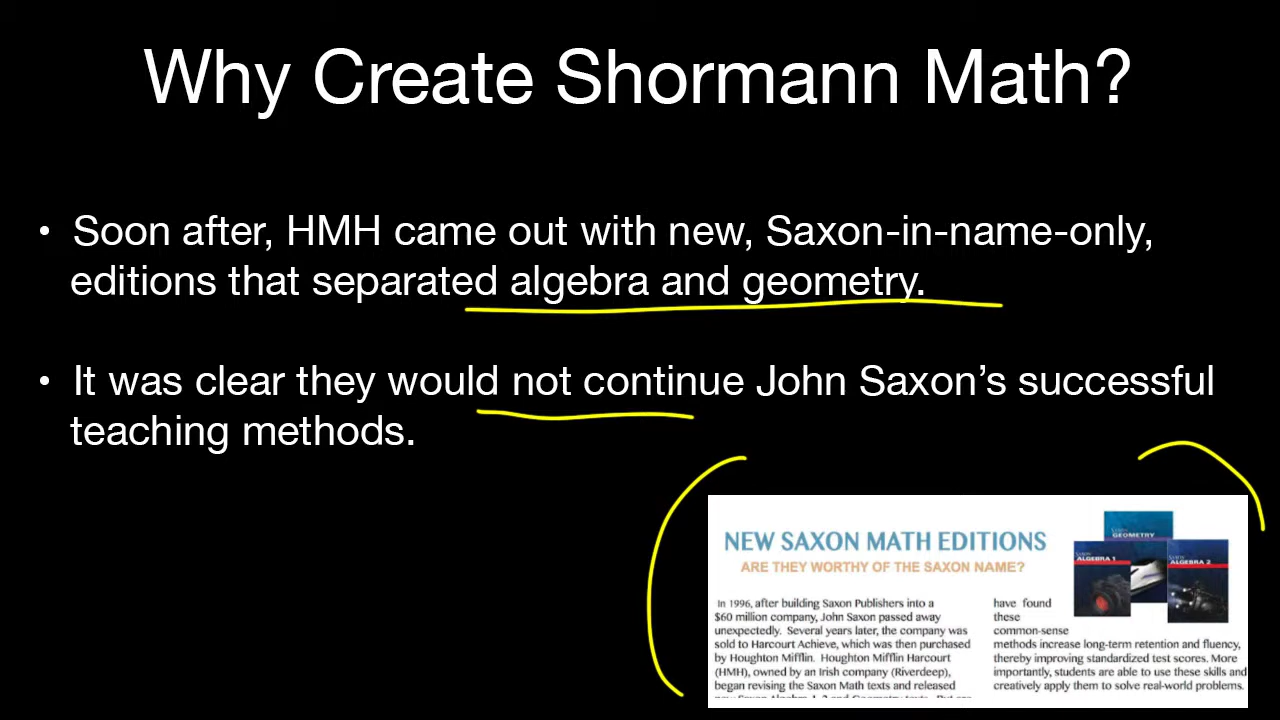 Why Create Shormann Math?
• Soon after, HMH came out with new, Saxon-in-name-only,
editions that separated algebra and geometry.
• It was clear they would not continue John Saxon’s successful
teaching methods.
NEW SAXON MATH EDITIONS
ARE THEY WORTHY OF THE SAXON NAME?
In 1996, after building Saxon Publishers into a
$60 million company, John Saxon passed away
unexpectedly. Several years later, the company was
sold to Harcourt Achieve, which was then purchased
by Houghton Mifflin. Houghton Mifflin Harcourt
(HMH), owned by an Irish company (Riverdeep),
began revising the Saxon Math texts and released
have found
these
common-sense
methods increase long-term retention and fluency,
thereby improving standardized test scores. More
importantly, students are able to use these skills and
creatively apply them to solve real-world problems.
GEOMETRY
ALGEBRA 1
ALGEBRA 2